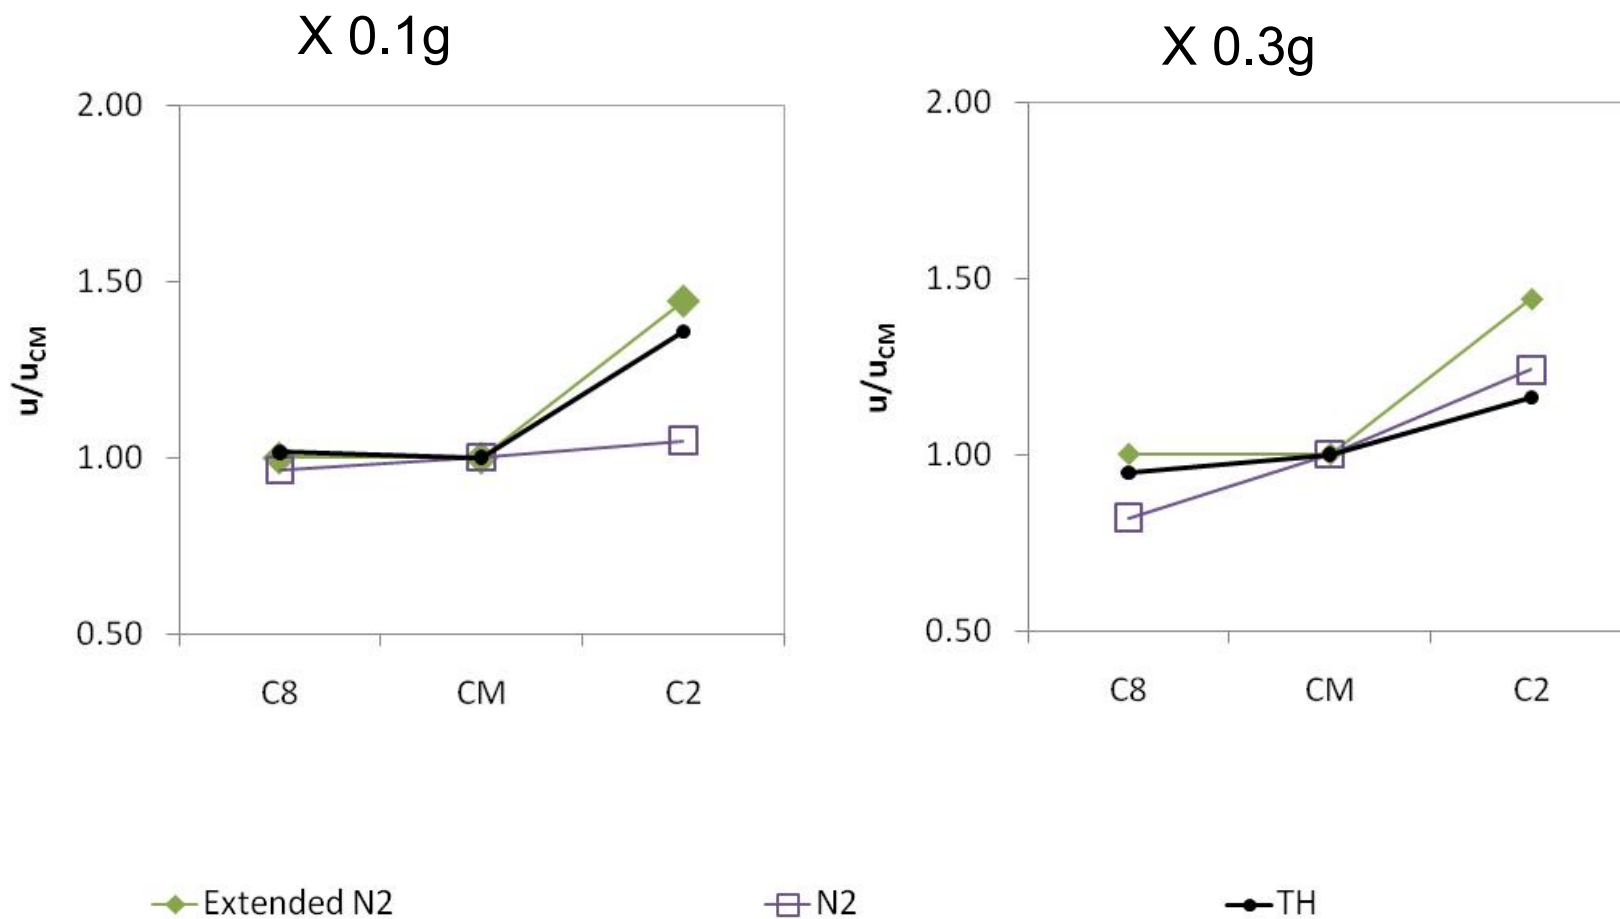 X 0.1g
2.00
1.50
1.00
0.50
u/uCM
C8 CM C2
X 0.3g
2.00
1.50
1.00
0.50
u/uCM
C8 CM C2
Extended N2 N2 TH